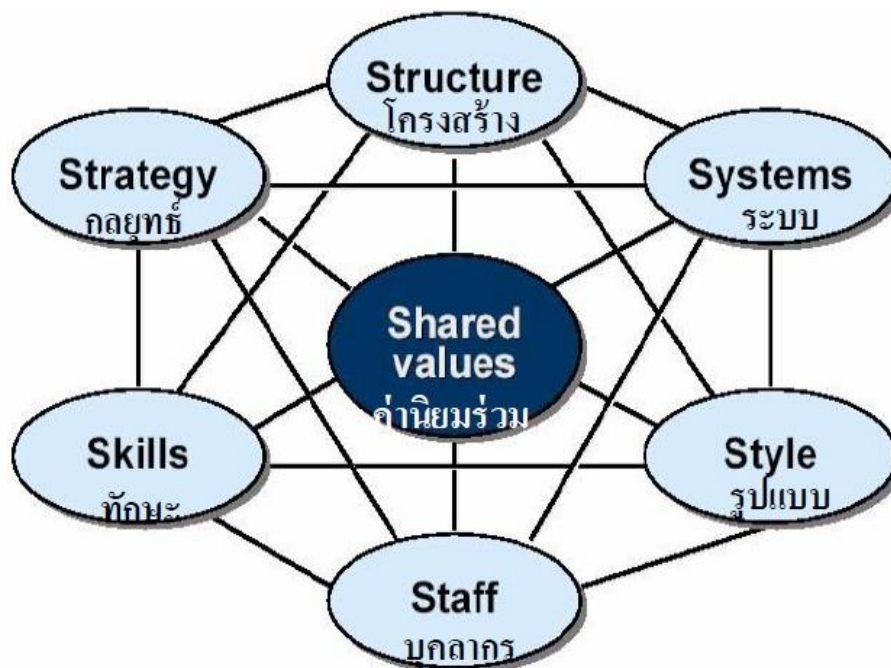 Structure
โครงสร้าง
Strategy
กลยุทธ์
Systems
ระบบ
Shared
values
ค่านิยมร่วม
Skills
ทักษะ
Style
รูปแบบ
Staff
บุคลากร